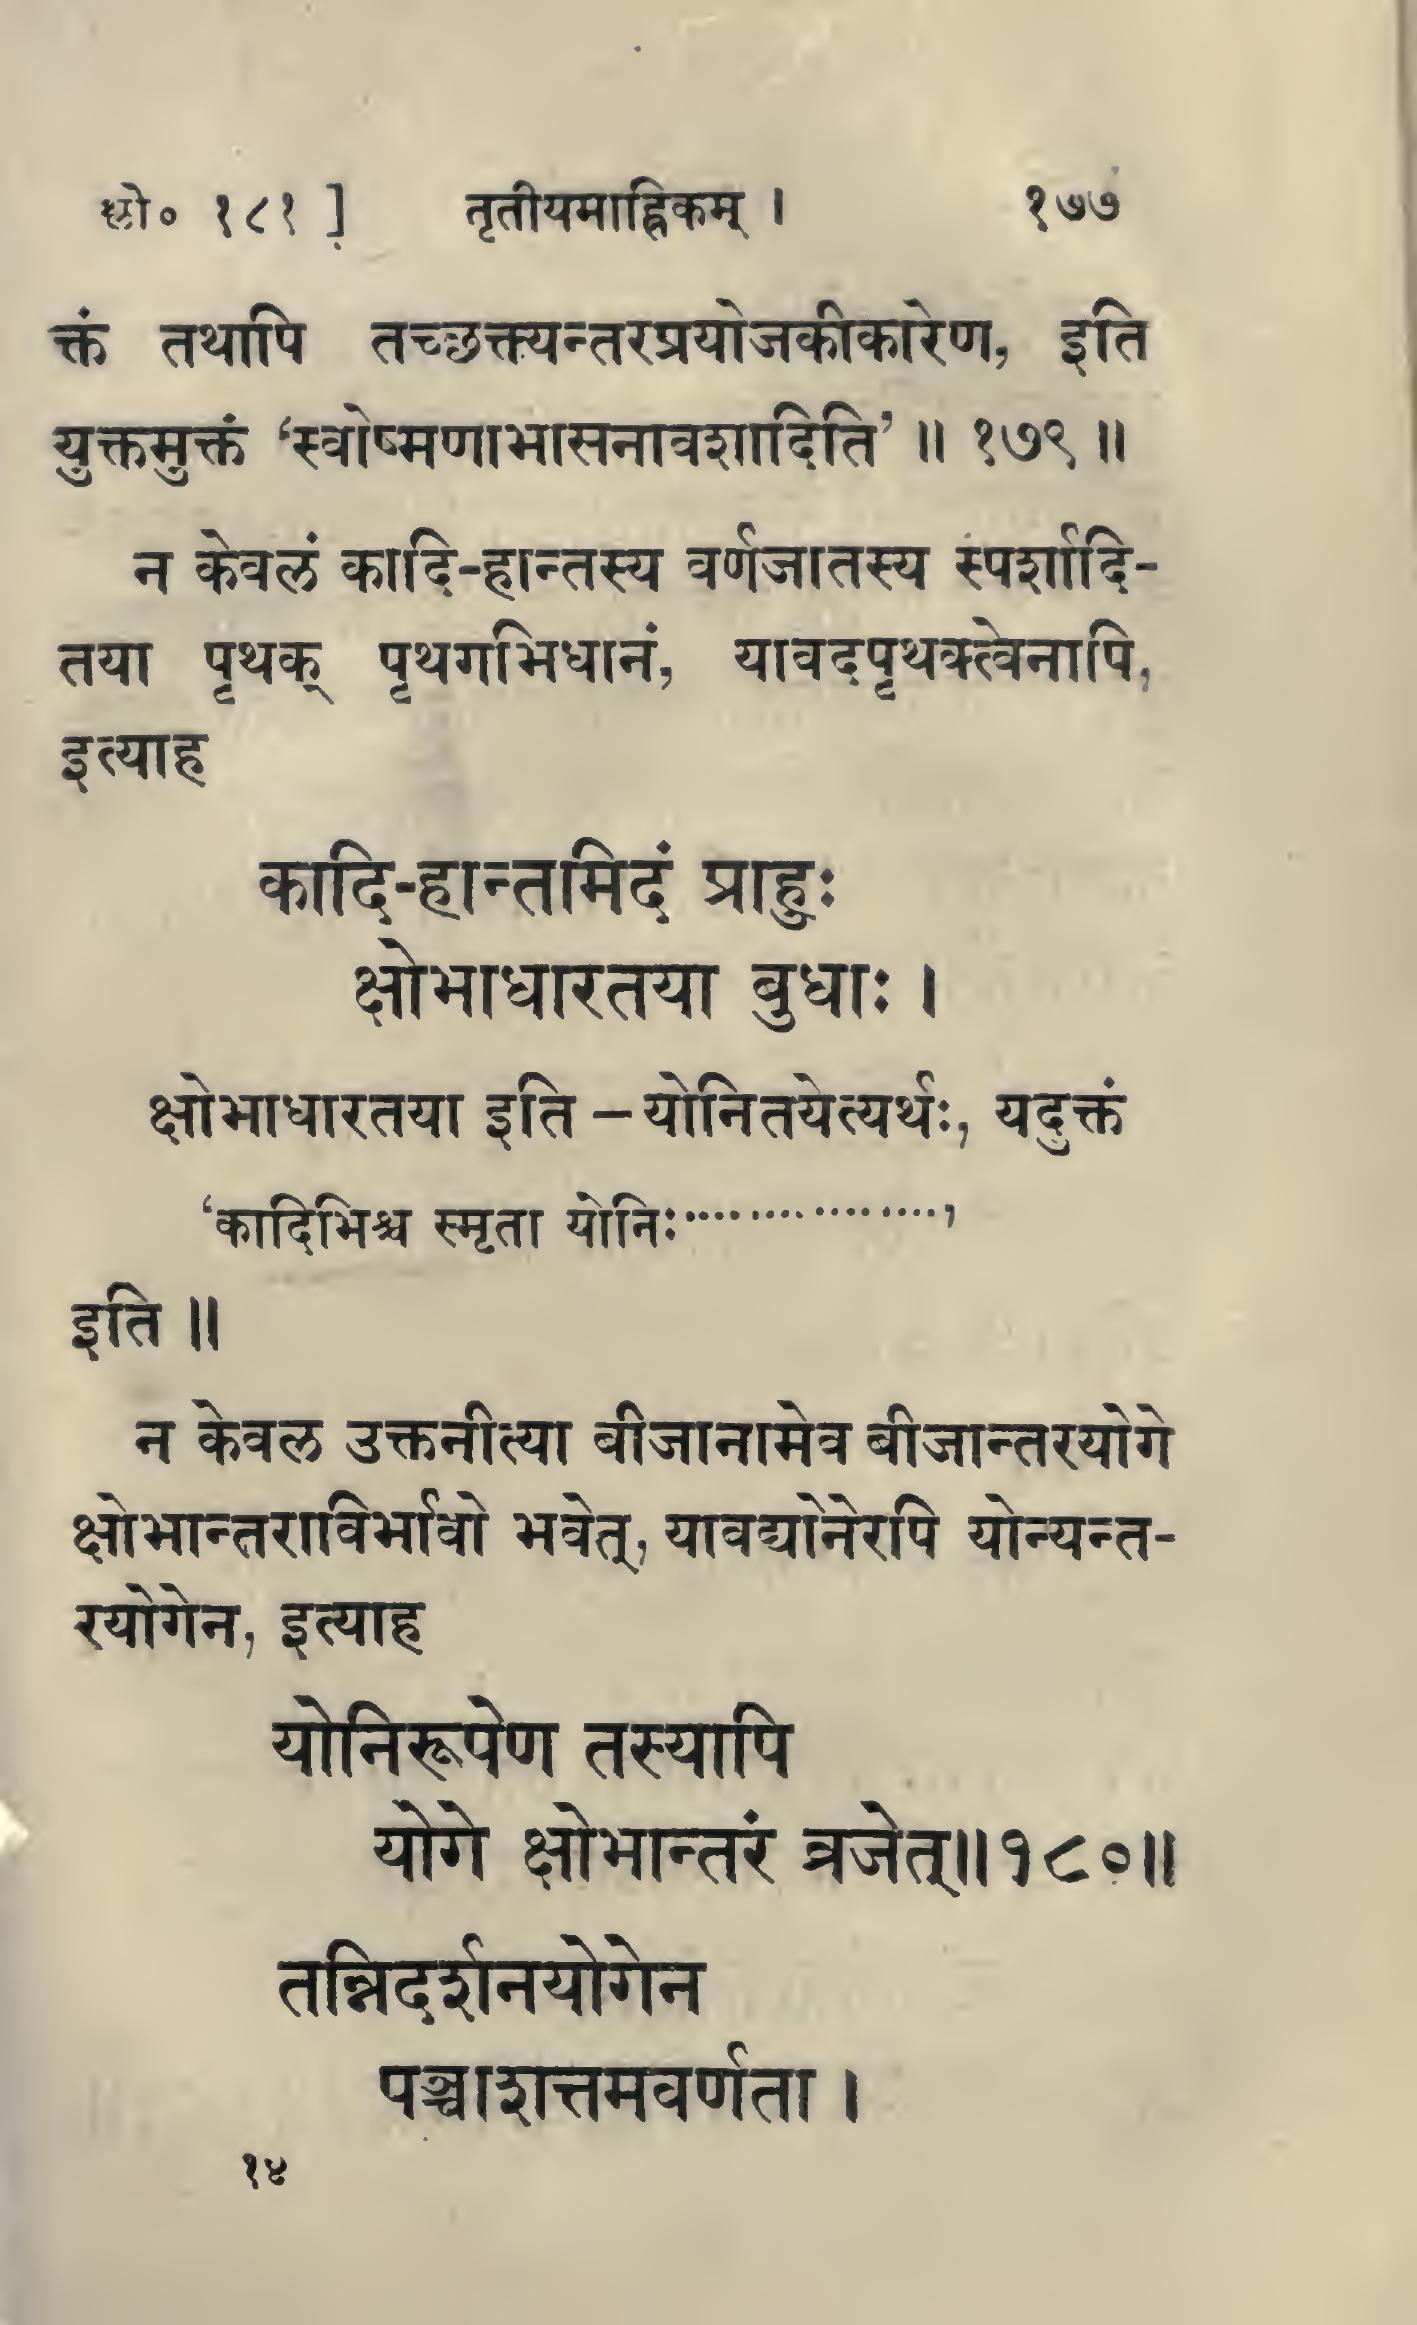 श्लो० १८१ ] तृतीयमाह्निकम् । १७७
क्तं तथापि तच्छक्त्यन्तरप्रयोजकीकारेण, इति
युक्तमुक्तं ‘स्वोष्मणाभासनावशादिति’ ॥ १७९ ॥
न केवलं कादि-हान्तस्य वर्णजातस्य स्पर्शादि-
तया पृथक् पृथगभिधानं, यावदपृथक्त्वेनापि,
इत्याह
कादि-हान्तमिदं प्राहुः
क्षोभाधारतया बुधाः ।
क्षोभाधारतया इति – योनितयेत्यर्थः, यदुक्तं
‘कादिभिश्च स्मृता योनिः................’
इति ॥
न केवल उक्तनीत्या बीजानामेव बीजान्तरयोगे
क्षोभान्तराविर्भावो भवेत्, यावद्योनेरपि योन्यन्त-
रयोगेन, इत्याह
योनिरूपेण तस्यापि
योगे क्षोभान्तरं व्रजेत्॥१८०॥
तन्निदर्शनयोगेन
पञ्चाशत्तमवर्णता ।
१४